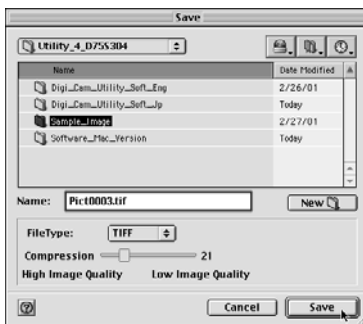 Save
Utility_4_D75S304
Name Date Modified
Digi_Cam_Utility_Soft_Eng 2/26/01
Digi_Cam_Utility_Soft_Jp Today
Sample_Image 2/27/01
Software_Mac_Version Today
Name: Pict0003.tif New
FileType: TIFF
Compression 21
High Image Quality Low Image Quality
? Cancel Save